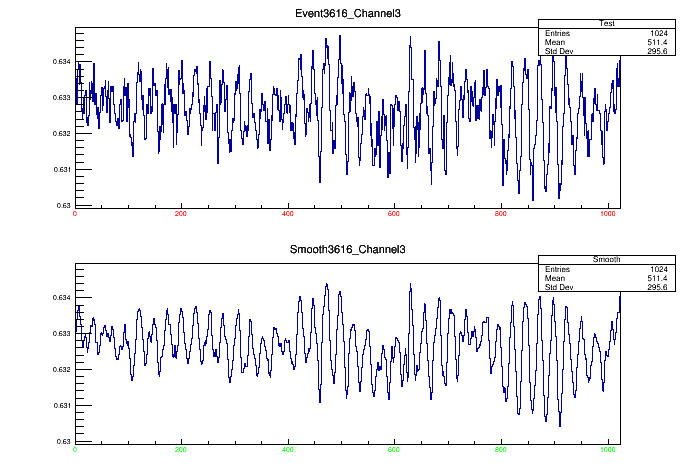 Event3616_Channel3
Test
Entries 1024
Mean 511.4
Std Dev 295.6
0.634
0.633
0.632
0.631
0.63
0 200 400 600 800 1000
Smooth3616_Channel3
Smooth
Entries 1024
Mean 511.4
Std Dev 295.6
0.634
0.633
0.632
0.631
0.63
0 200 400 600 800 1000